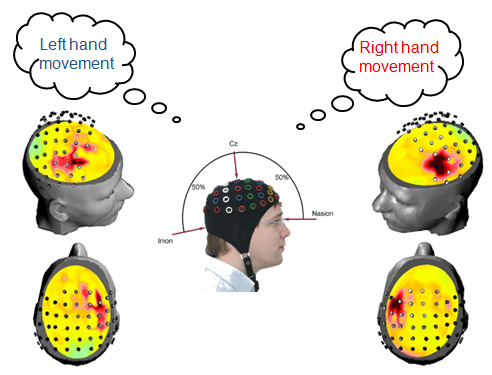 Left hand
movement
Right hand
movement
Cz
50%
50%
Nasion
Inion